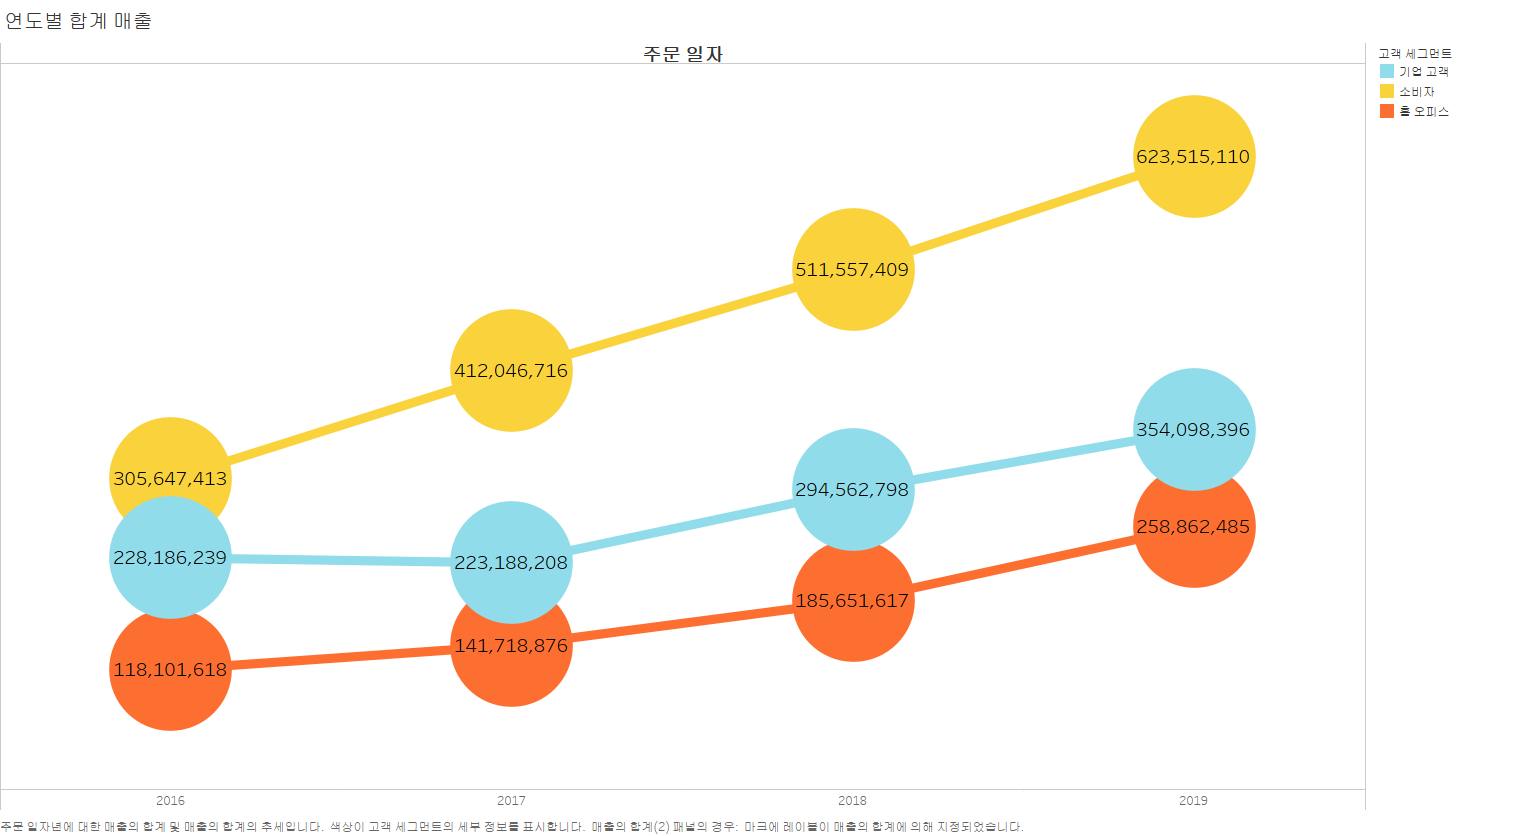 연도별 합계 매출
주문 일자
고객 세그먼트
기업 고객
소비자
홈 오피스
623,515,110
511,557,409
412,046,716
354,098,396
305,647,413
294,562,798
258,862,485
228,186,239
223,188,208
185,651,617
141,718,876
118,101,618
2016 2017 2018 2019
주문 일자년에 대한 매출의 합계 및 매출의 합계의 추세입니다. 색상이 고객 세그먼트의 세부 정보를 표시합니다. 매출의 합계(2) 패널의 경우: 마크에 레이블이 매출의 합계에 의해 지정되었습니다.